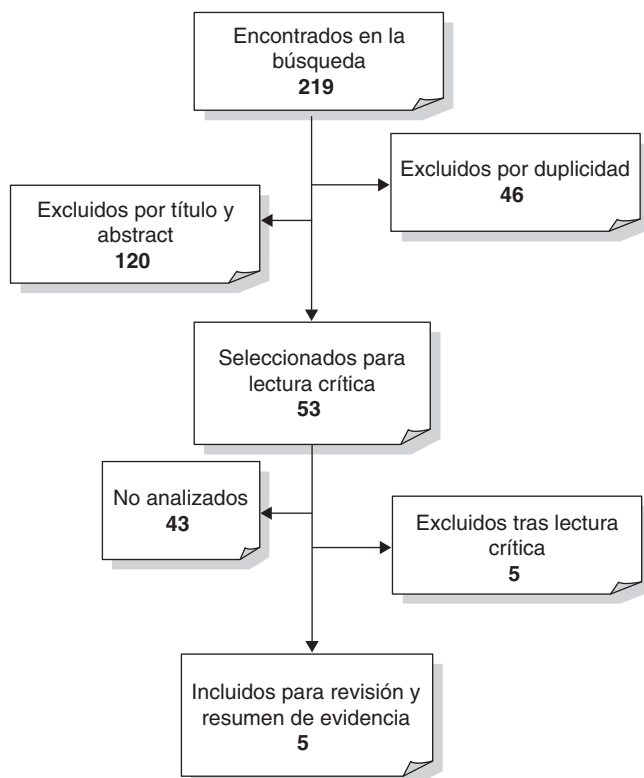 Encontrados en la
búsqueda
219
Excluidos por duplicidad
46
Excluidos por título y
abstract
120
Seleccionados para
lectura crítica
53
No analizados
43
Excluidos tras lectura
crítica
5
Incluidos para revisión y
resumen de evidencia
5